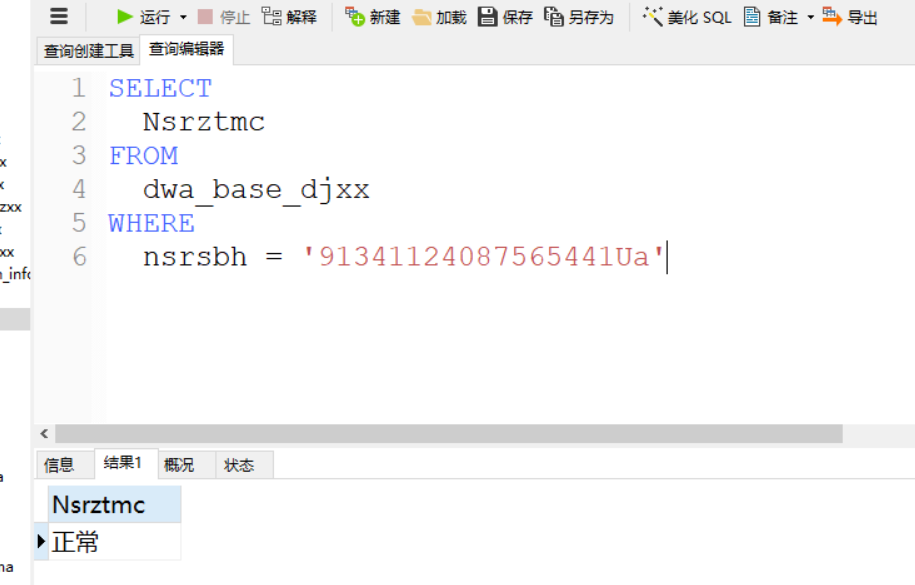 运行 停止 解释 新建 加载 保存 另存为 美化 SQL 备注 导出
查询创建工具 查询编辑器
1 SELECT
2 Nsrztmc
3 FROM
4 dwa_base_djxx
5 WHERE
6 nsrsbh = '91341124087565441Ua'
zxx
xx
信息 结果1 概况 状态
Nsrztmc
正常